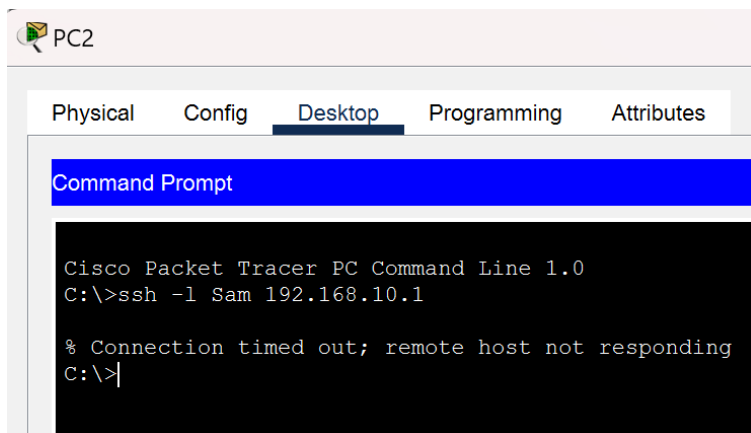 PC2
Physical Config Desktop Programming Attributes
Command Prompt
Cisco Packet Tracer PC Command Line 1.0
C:\>ssh -l Sam 192.168.10.1
% Connection timed out; remote host not responding
C:\>